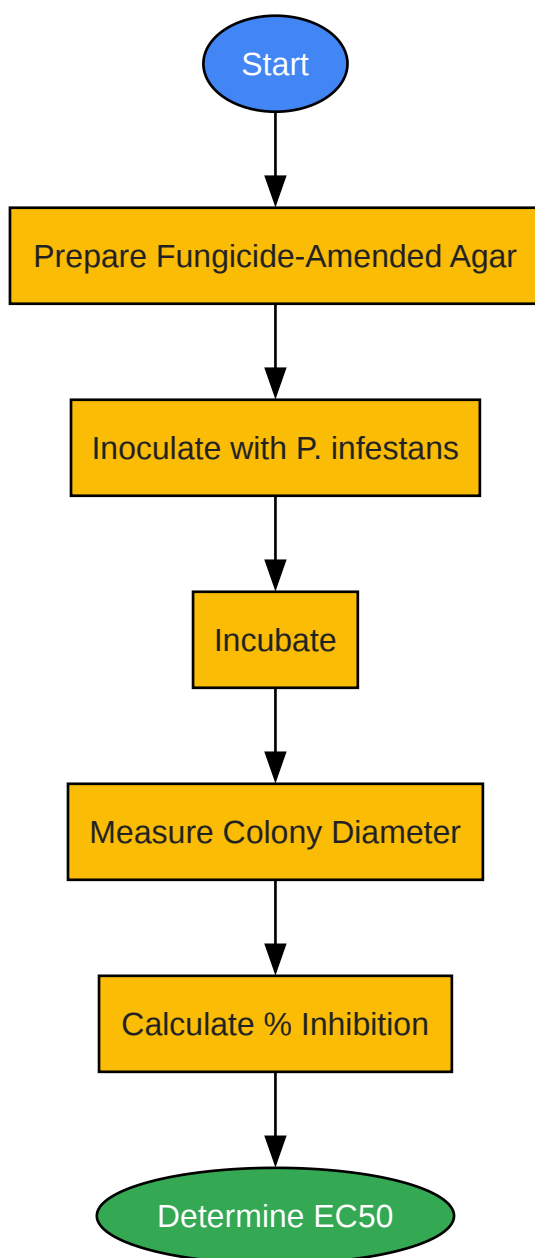 Start
Prepare Fungicide-Amended Agar
Inoculate with P. infestans
Incubate
Measure Colony Diameter
Calculate % Inhibition
Determine EC50